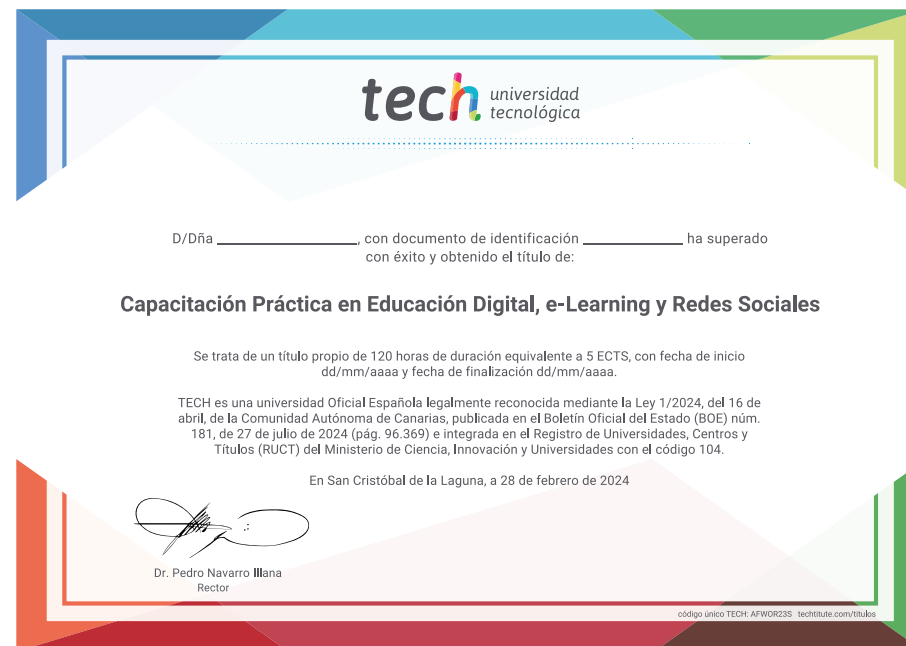 tech universidad
tecnológica
D/Dña ________________, con documento de identificación ____________ ha superado
con éxito y obtenido el título de:
Capacitación Práctica en Educación Digital, e-Learning y Redes Sociales
Se trata de un título propio de 120 horas de duración equivalente a 5 ECTS, con fecha de inicio
dd/mm/aaaa y fecha de finalización dd/mm/aaaa.
TECH es una universidad Oficial Española legalmente reconocida mediante la Ley 1/2024, del 16 de
abril, de la Comunidad Autónoma de Canarias, publicada en el Boletín Oficial del Estado (BOE) núm.
181, de 27 de julio de 2024 (pág. 96.369) e integrada en el Registro de Universidades, Centros y
Títulos (RUCT) del Ministerio de Ciencia, Innovación y Universidades con el código 104.
En San Cristóbal de la Laguna, a 28 de febrero de 2024
Dr. Pedro Navarro Illana
Rector
código único TECH: AFWOR23S techtitute.com/titulos